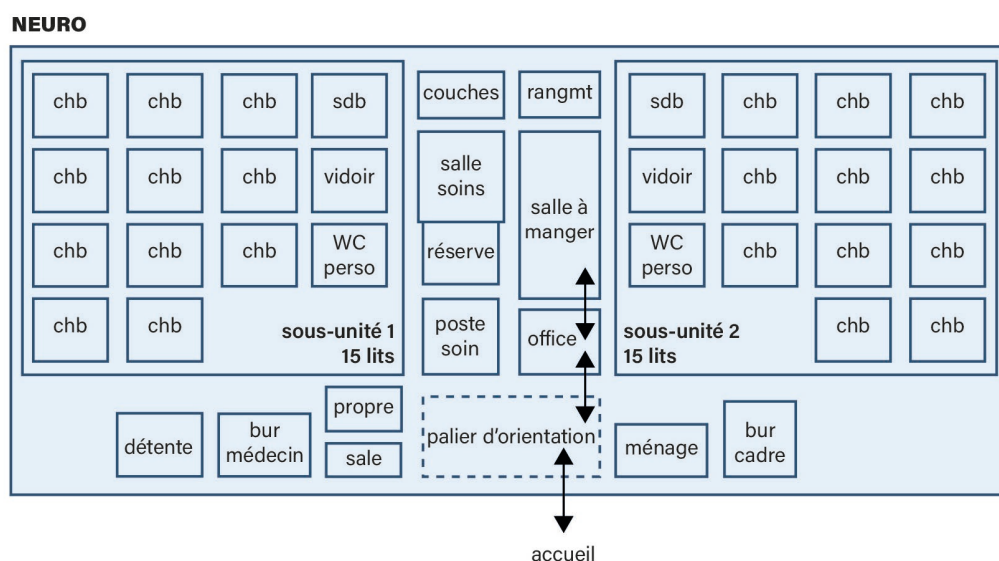 NEURO
chb
chb
chb
sdb
chb
chb
chb
vidoir
chb
chb
chb
WC
perso
chb
chb
sous-unité 1
15 lits
couches
rangmt
salle
soins
salle à
manger
réserve
poste
soin
office
sdb
chb
chb
chb
vidoir
chb
chb
chb
WC
perso
chb
chb
chb
chb
chb
sous-unité 2
15 lits
détente
bur
médecin
propre
sale
palier d'orientation
ménage
bur
cadre
accueil